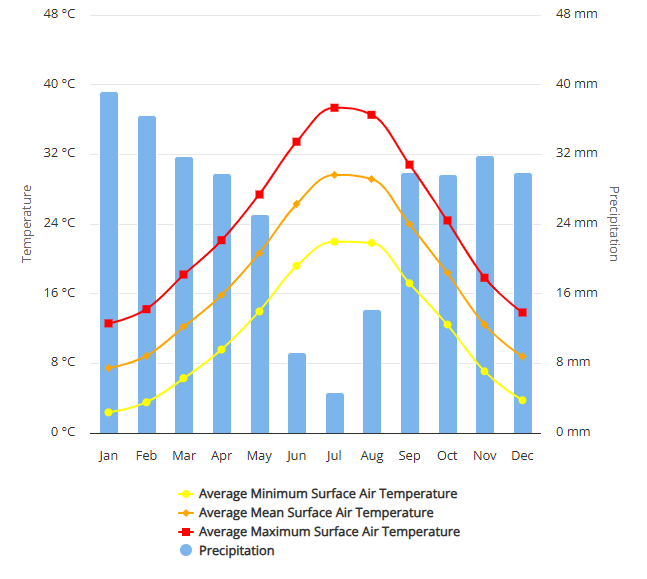 48 °C 48 mm
40 °C 40 mm
32 °C 32 mm
24 °C 24 mm
16 °C 16 mm
8 °C 8 mm
0 °C 0 mm
Temperature
Precipitation
Jan Feb Mar Apr May Jun Jul Aug Sep Oct Nov Dec
Average Minimum Surface Air Temperature
Average Mean Surface Air Temperature
Average Maximum Surface Air Temperature
Precipitation